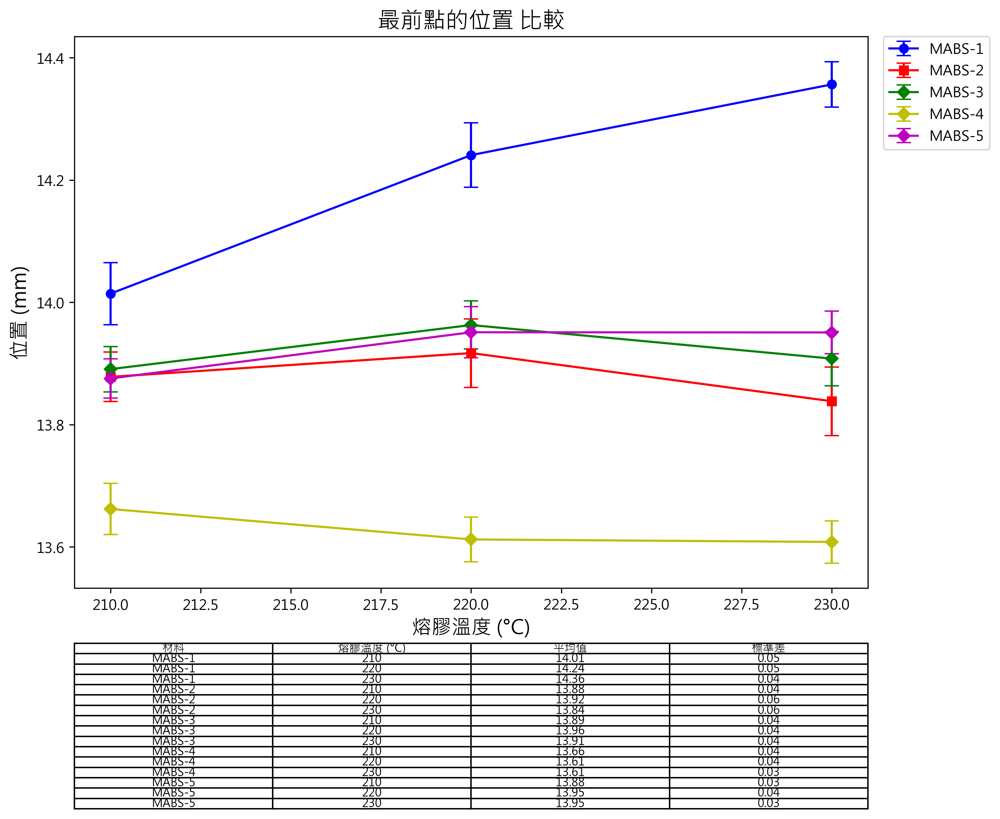 最前點的位置 比較
MABS-1
MABS-2
MABS-3
MABS-4
MABS-5
位置 (mm)
14.4
14.2
14.0
13.8
13.6
210.0 212.5 215.0 217.5 220.0 222.5 225.0 227.5 230.0
熔膠溫度 (°C)
材料 熔膠溫度 (°C) 平均值 標準差
MABS-1 210 14.01 0.05
MABS-1 220 14.24 0.05
MABS-1 230 14.36 0.04
MABS-2 210 13.88 0.04
MABS-2 220 13.92 0.06
MABS-2 230 13.84 0.06
MABS-3 210 13.89 0.04
MABS-3 220 13.96 0.04
MABS-3 230 13.91 0.04
MABS-4 210 13.66 0.04
MABS-4 220 13.61 0.04
MABS-4 230 13.61 0.03
MABS-5 210 13.88 0.03
MABS-5 220 13.95 0.04
MABS-5 230 13.95 0.03